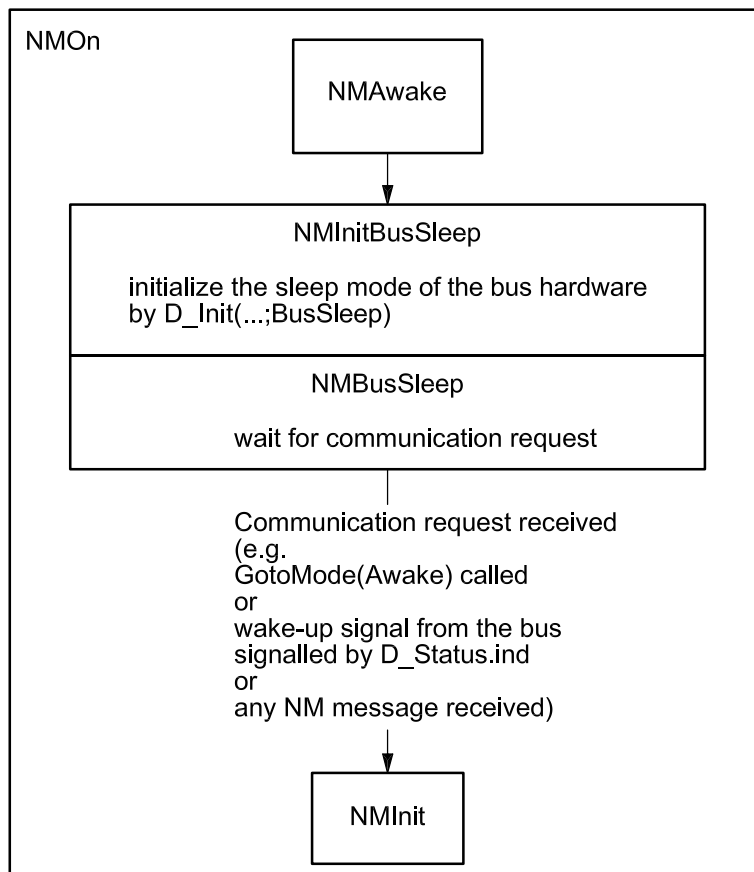 NMOn
NMAwake
NMInitBusSleep
initialize the sleep mode of the bus hardware
by D_Init(...;BusSleep)
NMBusSleep
wait for communication request
Communication request received
(e.g.
GotoMode(Awake) called
or
wake-up signal from the bus
signalled by D_Status.ind
or
any NM message received)
NMInit